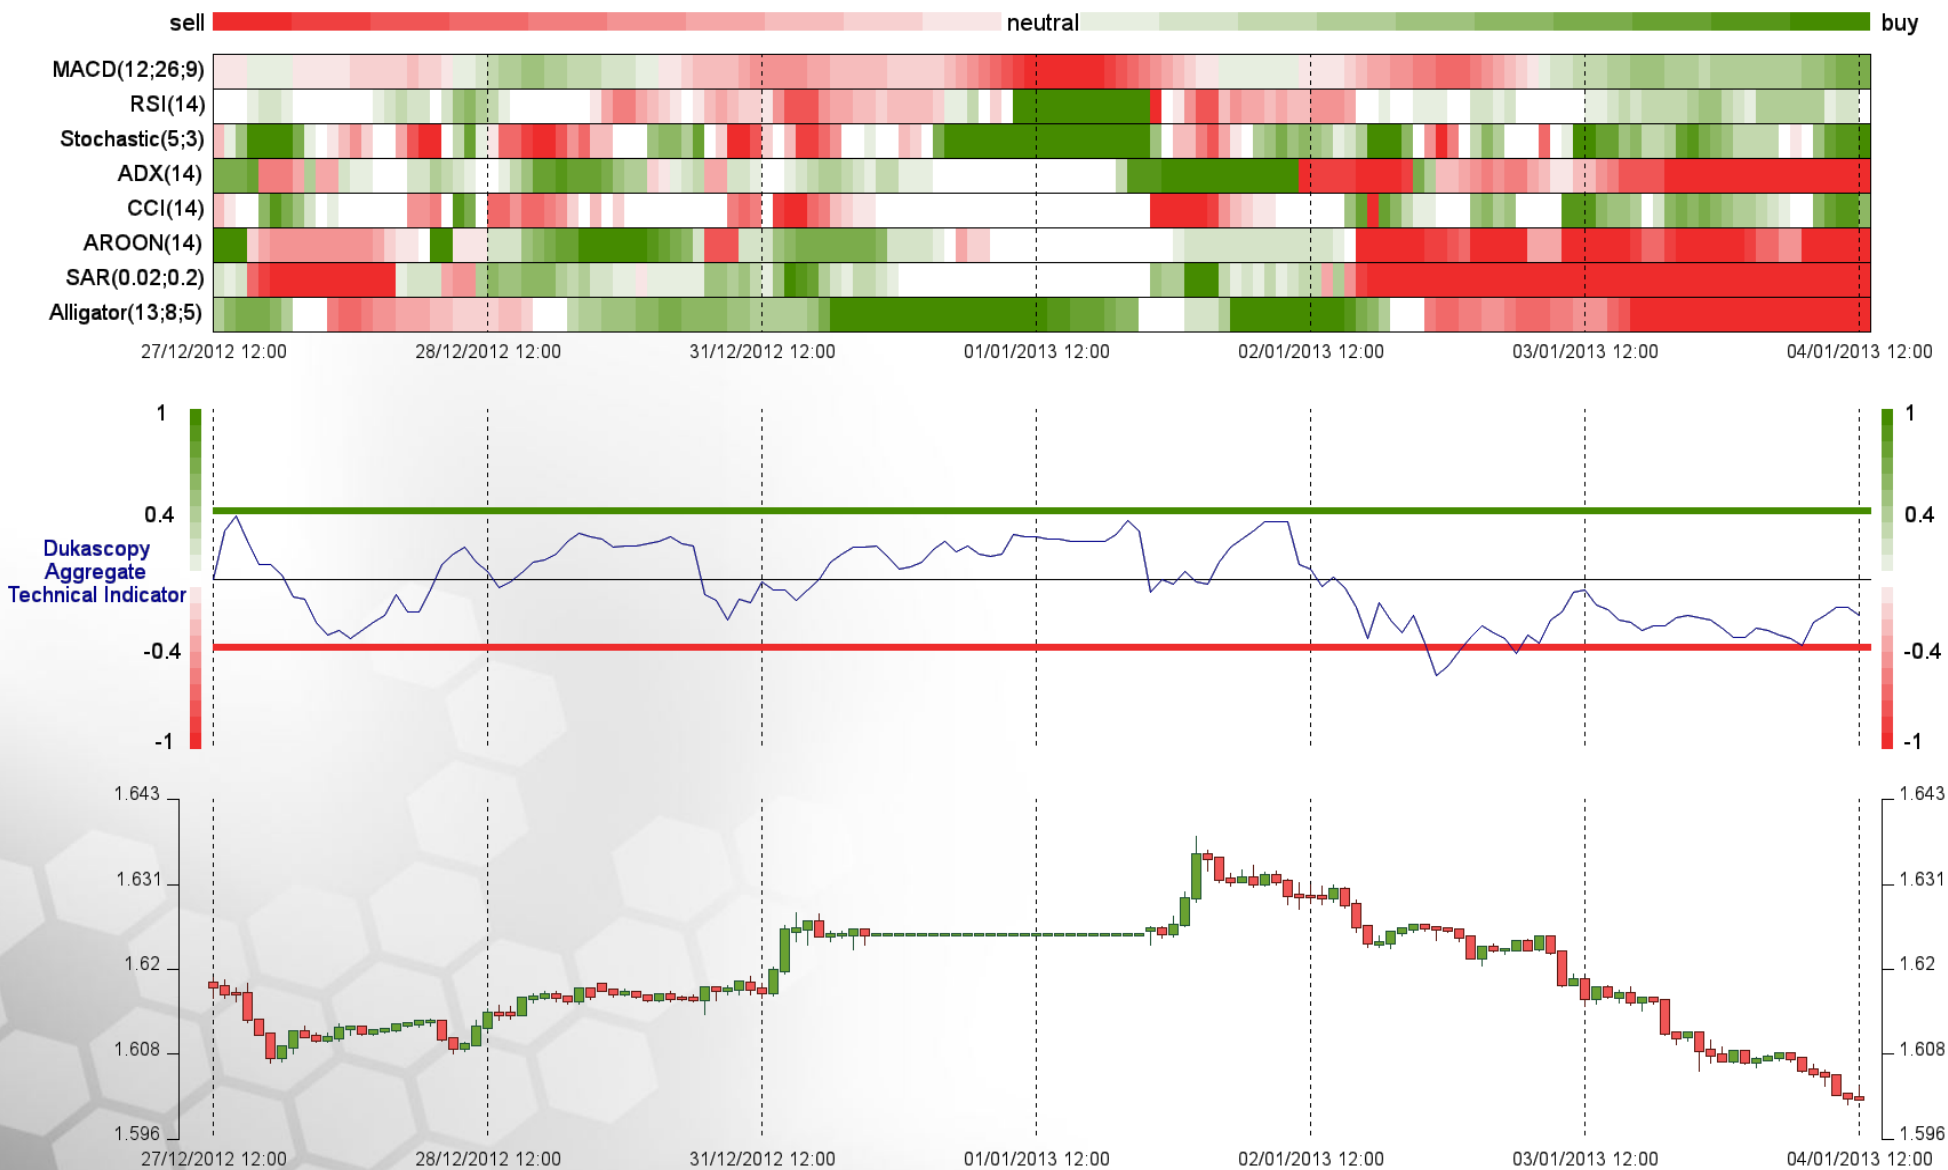 sell neutral buy
MACD(12;26;9)
RSI(14)
Stochastic(5;3)
ADX(14)
CCI(14)
AROON(14)
SAR(0.02;0.2)
Alligator(13;8;5)
27/12/2012 12:00 28/12/2012 12:00 31/12/2012 12:00 01/01/2013 12:00 02/01/2013 12:00 03/01/2013 12:00 04/01/2013 12:00
1 1
0.4 0.4
Dukascopy
Aggregate
Technical Indicator
-0.4 -0.4
-1 -1
1.643 1.643
1.631 1.631
1.62 1.62
1.608 1.608
1.596 1.596
27/12/2012 12:00 28/12/2012 12:00 31/12/2012 12:00 01/01/2013 12:00 02/01/2013 12:00 03/01/2013 12:00 04/01/2013 12:00